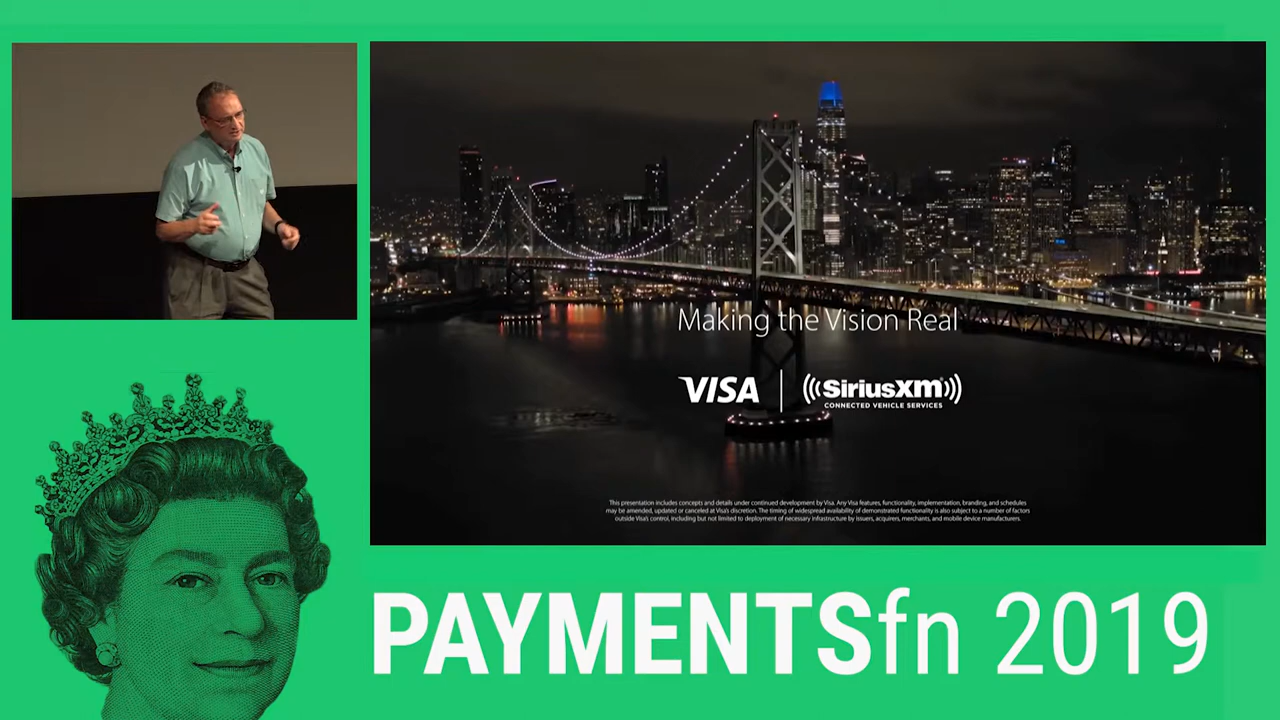 Making the Vision Real
VISA
((SiriusXM))
CONNECTED VEHICLE SERVICES
This presentation includes concepts and details under continued development by Visa. Any Visa features, functionality, implementation, branding, and schedules
may be amended, updated or canceled at Visa's discretion. The timing of widespread availability of demonstrated functionality is also subject to a number of factors
outside Visa's control, including but not limited to deployment of necessary infrastructure by issuers, acquirers, merchants, and mobile device manufacturers.
PAYMENTSfn 2019